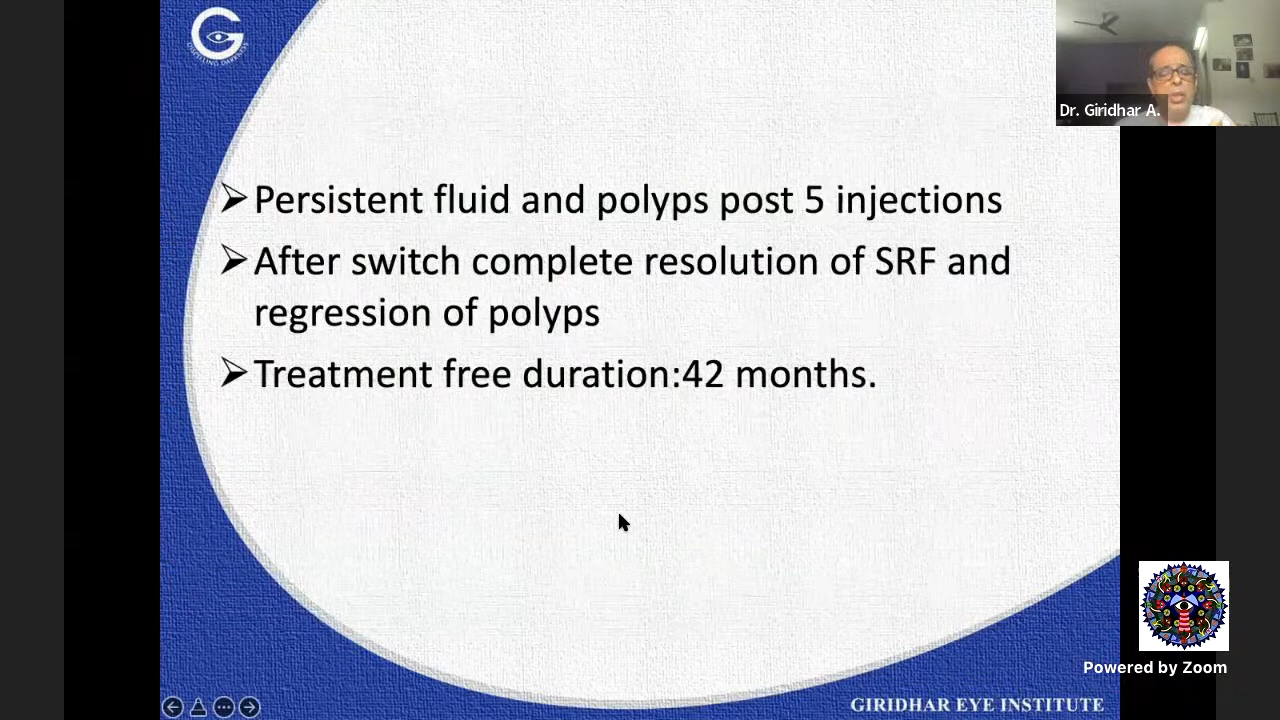 Dr. Giridhar A.
➢Persistent fluid and polyps post 5 injections
➢After switch complete resolution of SRF and
regression of polyps
➢Treatment free duration:42 months.
Powered by Zoom
GIRIDHAR EYE INSTITUTE